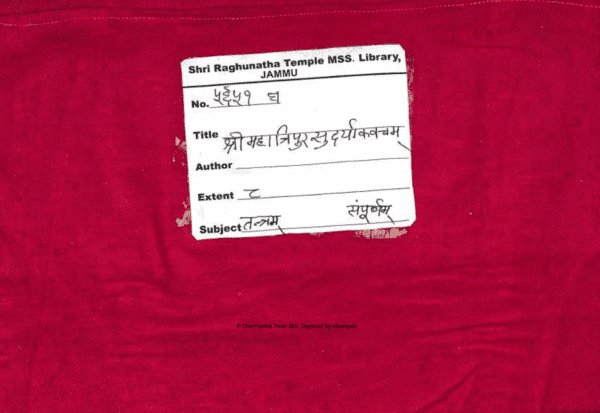 Shri Raghunatha Temple MSS. Library,
JAMMU
No. ५६५१ घ
Title श्रीमहात्रिपुरसुदर्याकवचम्
Author
Extent ८
Subject तन्त्रम् संपूर्णम्
© Dharmartha Trust J&K. Digitized by eGangotri